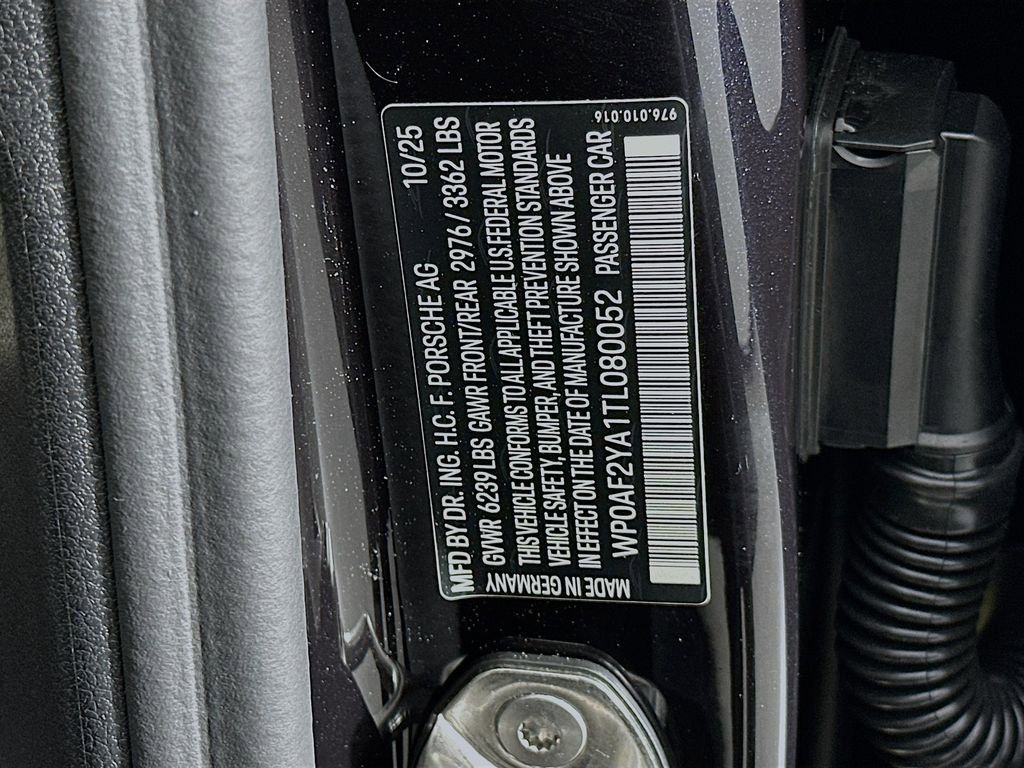 MFD BY DR. ING. H.C. F. PORSCHE AG 10/25
GVWR 6239 LBS GAWR FRONT/REAR 2976 / 3362 LBS
THIS VEHICLE CONFORMS TO ALL APPLICABLE U.S. FEDERAL MOTOR
VEHICLE SAFETY, BUMPER, AND THEFT PREVENTION STANDARDS
IN EFFECT ON THE DATE OF MANUFACTURE SHOWN ABOVE
WP0AF2YA1TL080052 PASSENGER CAR
MADE IN GERMANY
976.010.016